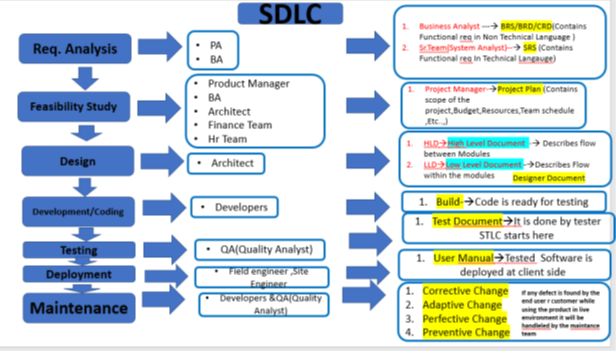 SDLC
Req. Analysis
• PA
• BA
1. Business Analyst ---→ BRS/BRD/CRD(Contains
Functional req in Non Technical Language )
2. Sr.Team(System Analyst)--→ SRS (Contains
Functional req In Technical Langauge)
Feasibility Study
• Product Manager
• BA
• Architect
• Finance Team
• Hr Team
1. Project Manager-→Project Plan (Contains
scope of the
project,Budget,Resources,Team schedule
,Etc...,)
Design
• Architect
1. HLD→High Level Document -→ Describes flow
between Modules
2. LLD→Low Level Document -→Describes Flow
within the modules Designer Document
Development/Coding
• Developers
1. Build-→Code is ready for testing
Testing
• QA(Quality Analyst)
1. Test Document→It is done by tester
STLC starts here
Deployment
• Field engineer ,Site
Engineer
1. User Manual→Tested Software is
deployed at client side
Maintenance
• Developers &QA(Quality
Analyst)
1. Corrective Change
2. Adaptive Change
3. Perfective Change
4. Preventive Change
if any defect is found by the
end use r customer while
using the product in live
environment it will be
handleled by the maintance
team